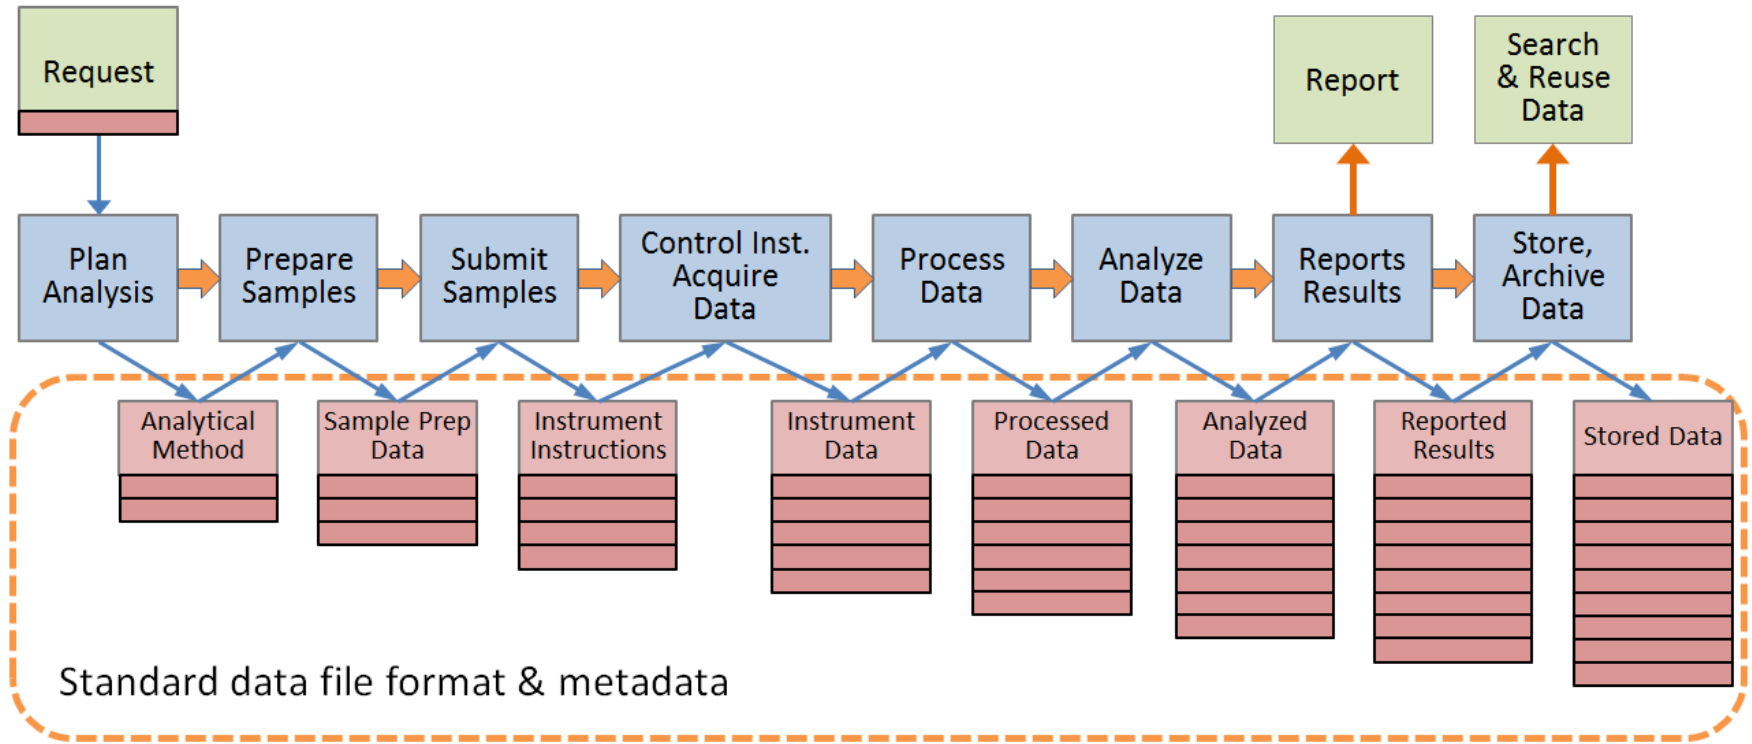 Request
Report
Search
& Reuse
Data
Plan
Analysis
Prepare
Samples
Submit
Samples
Control Inst.
Acquire
Data
Process
Data
Analyze
Data
Reports
Results
Store,
Archive
Data
Analytical
Method
Sample Prep
Data
Instrument
Instructions
Instrument
Data
Processed
Data
Analyzed
Data
Reported
Results
Stored Data
Standard data file format & metadata